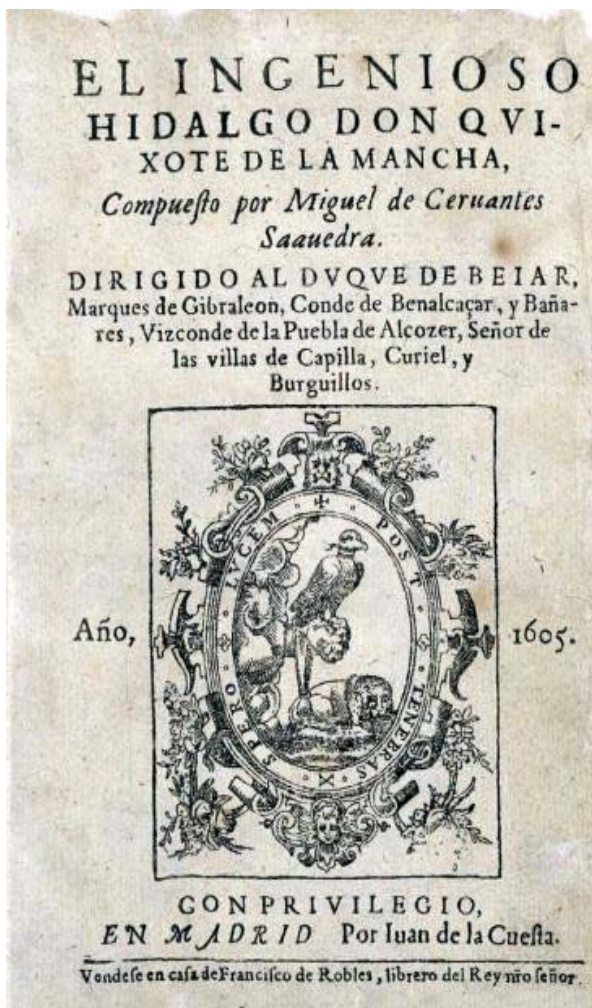 EL INGENIOSO
HIDALGO DON QVI-
XOTE DE LA MANCHA,
Compuesto por Miguel de Ceruantes
Saauedra.
DIRIGIDO AL DVQVE DE BEIAR,
Marques de Gibraleon, Conde de Benalcaçar, y Baña-
res, Vizconde de la Puebla de Alcozer, Señor de
las villas de Capilla, Curiel, y
Burguillos.
POST TENEBRAS SPERO LVCEM
Año, 1605.
CON PRIVILEGIO,
EN MADRID Por Iuan de la Cuesta.
Vendese en casa de Francisco de Robles, librero del Rey nr̃o señor.